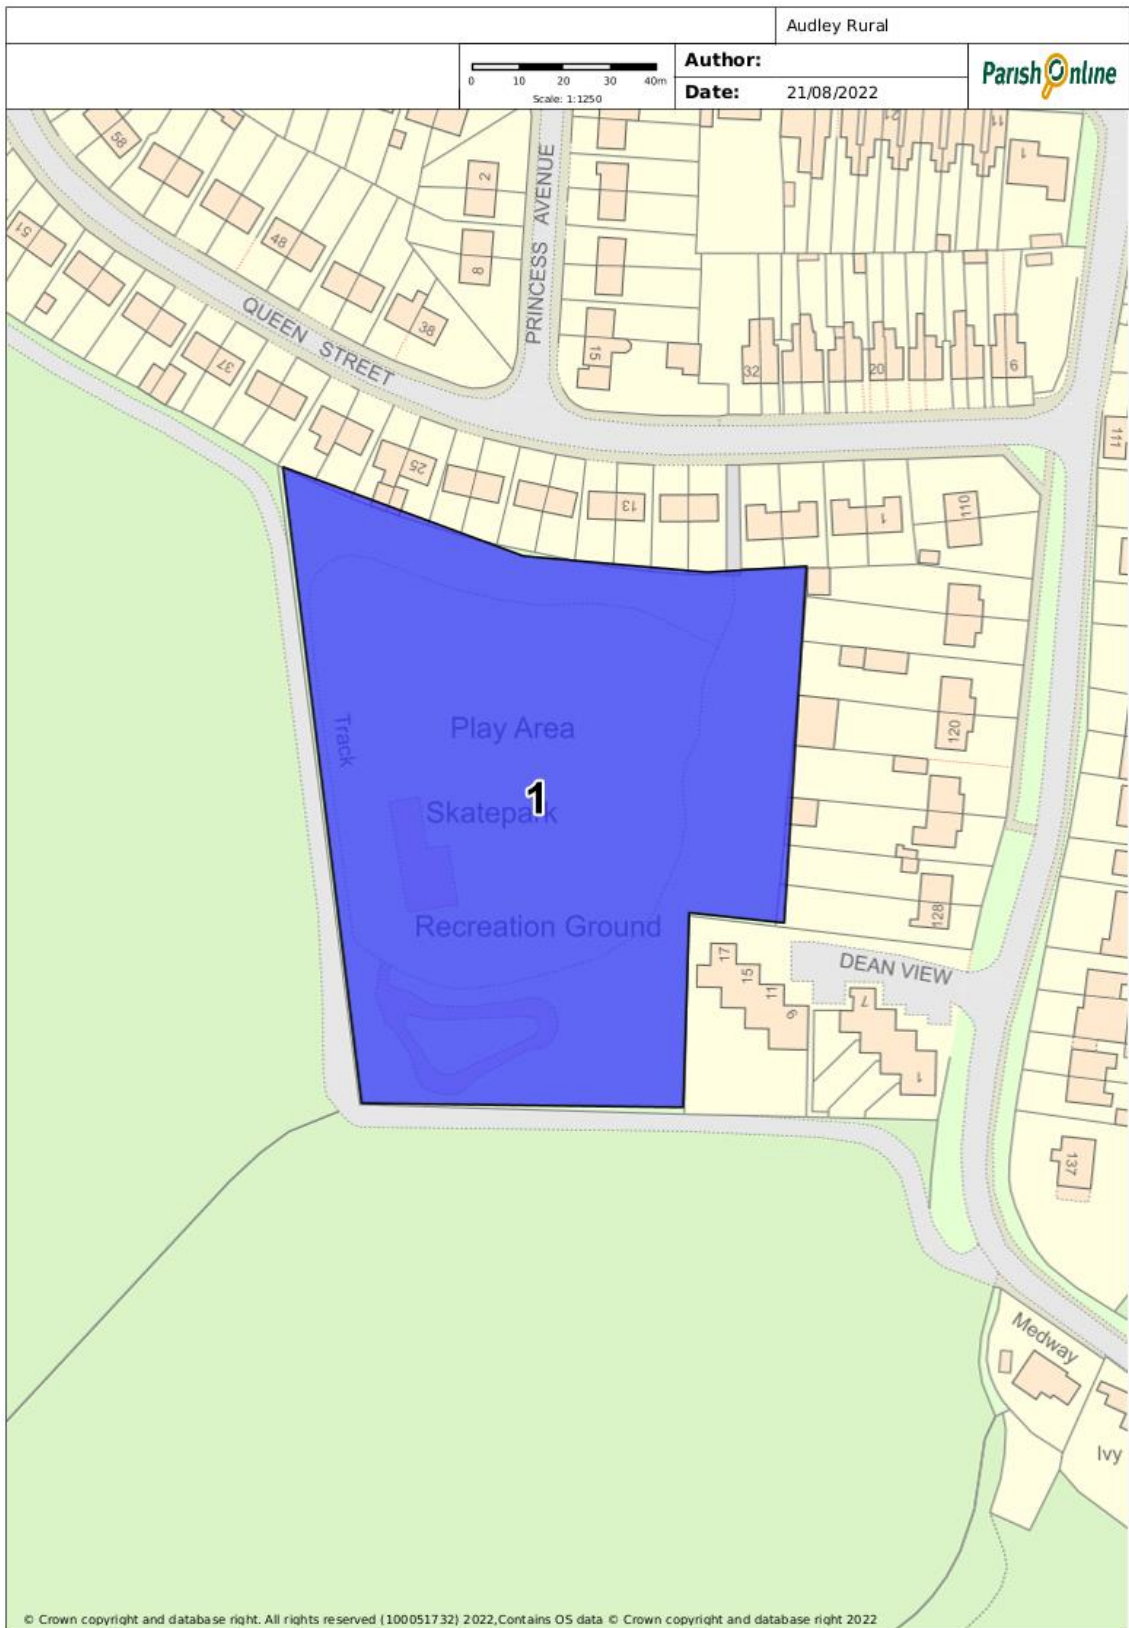 Audley Rural
0 10 20 30 40m
Scale: 1:1250
Author:
Date: 21/08/2022
Parish Online
58
2
21
11
1
PRINCESS AVENUE
51
48
8
38
QUEEN STREET
15
37
32
20
6
111
25
13
1
110
Track
Play Area
120
1
Skatepark
Recreation Ground
128
17
15
11
9
DEAN VIEW
7
1
137
Medway
Ivy
© Crown copyright and database right. All rights reserved (100051732) 2022,Contains OS data © Crown copyright and database right 2022